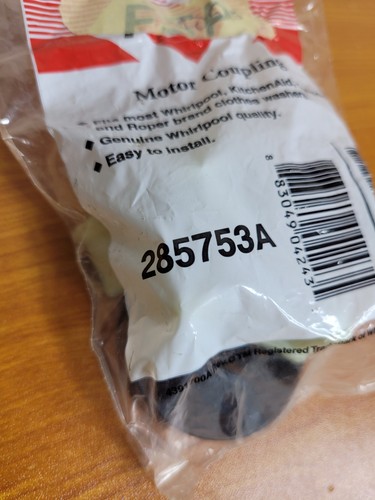 Motor Coupling
Fits most Whirlpool, KitchenAid,
and Roper brand clothes washers.
Genuine Whirlpool quality.
Easy to install.
285753A
8 83049 04243
Registered